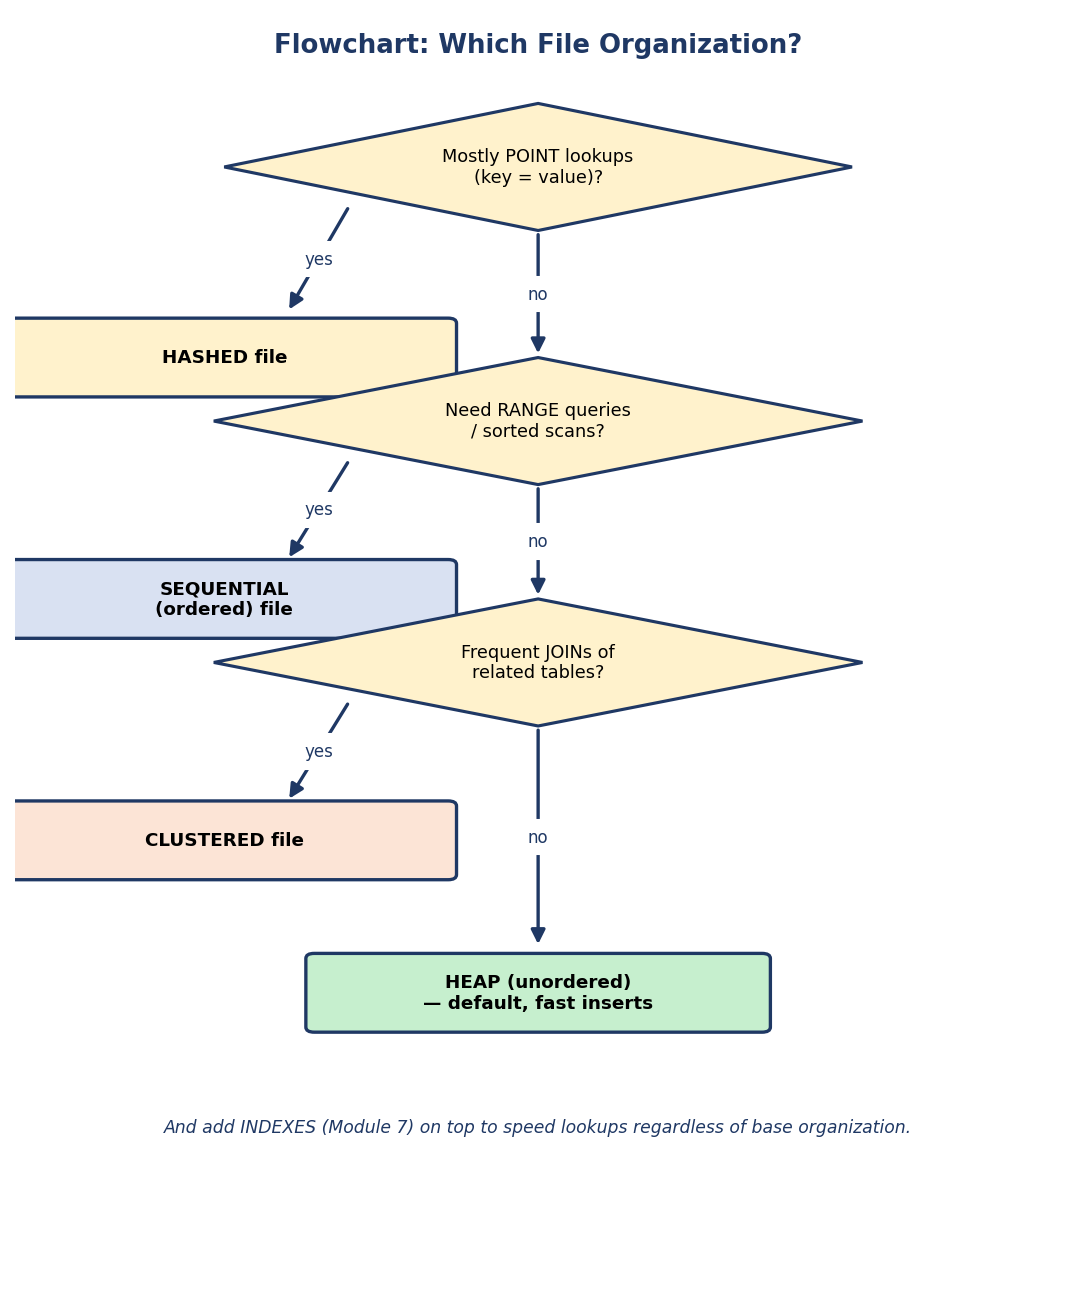 Flowchart: Which File Organization?
Mostly POINT lookups
(key = value)?
yes
no
HASHED file
Need RANGE queries
/ sorted scans?
yes
no
SEQUENTIAL
(ordered) file
Frequent JOINs of
related tables?
yes
no
CLUSTERED file
HEAP (unordered)
— default, fast inserts
And add INDEXES (Module 7) on top to speed lookups regardless of base organization.